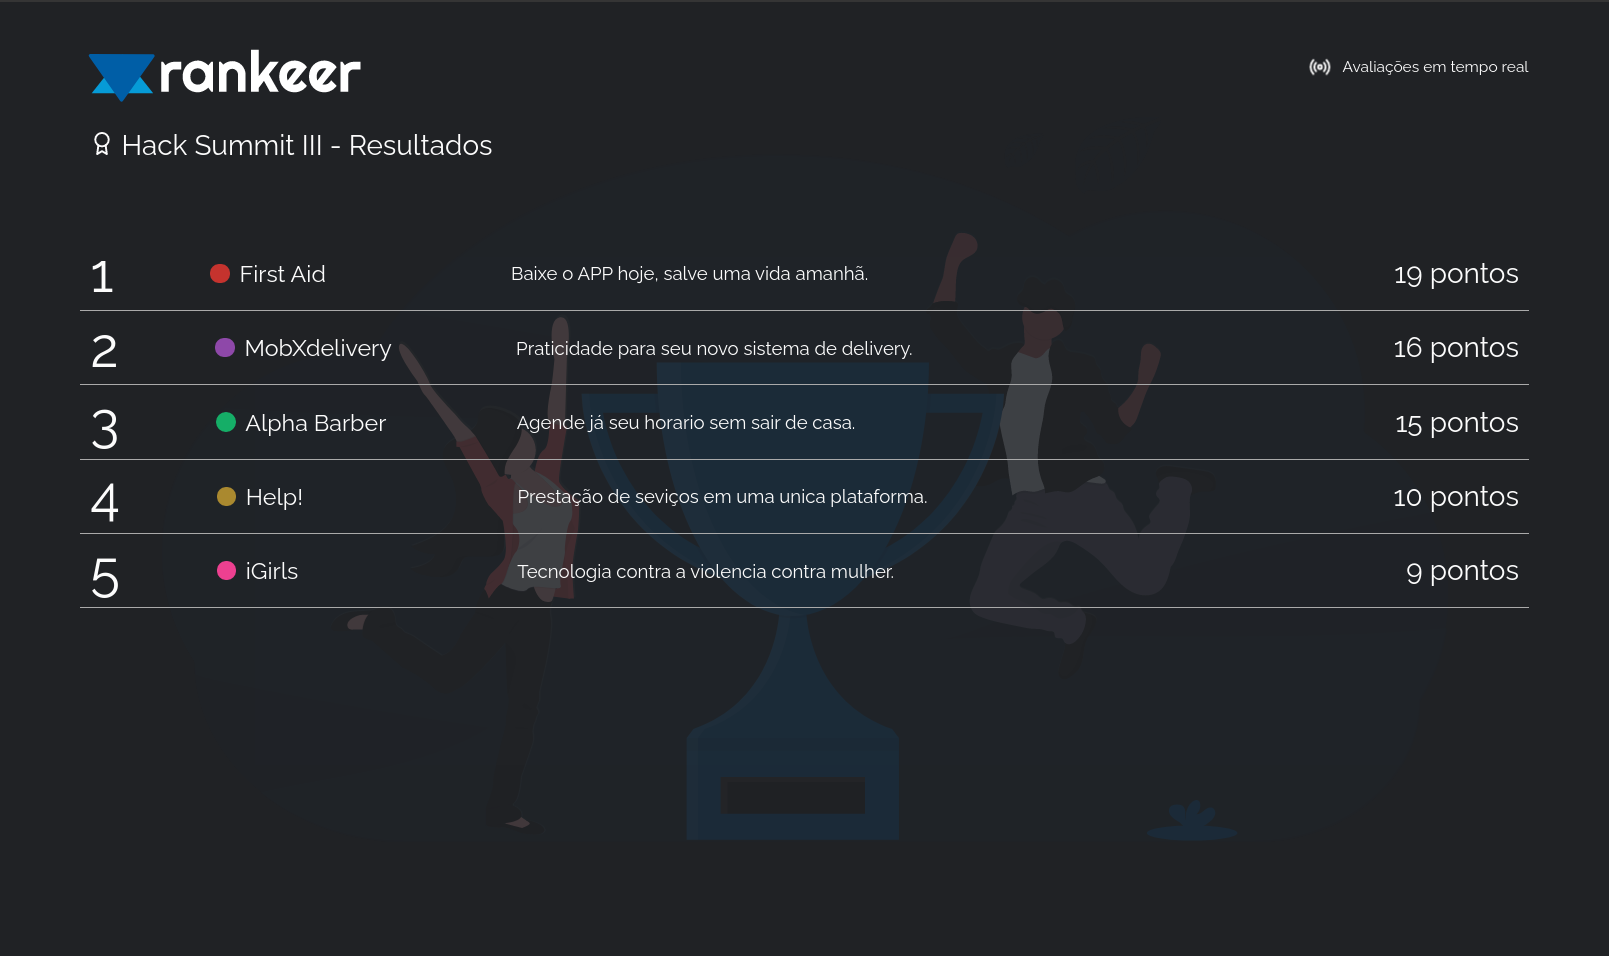 rankeer
Avaliações em tempo real
Hack Summit III - Resultados
1 First Aid Baixe o APP hoje, salve uma vida amanhã. 19 pontos
2 MobXdelivery Praticidade para seu novo sistema de delivery. 16 pontos
3 Alpha Barber Agende já seu horario sem sair de casa. 15 pontos
4 Help! Prestação de seviços em uma unica plataforma. 10 pontos
5 iGirls Tecnologia contra a violencia contra mulher. 9 pontos